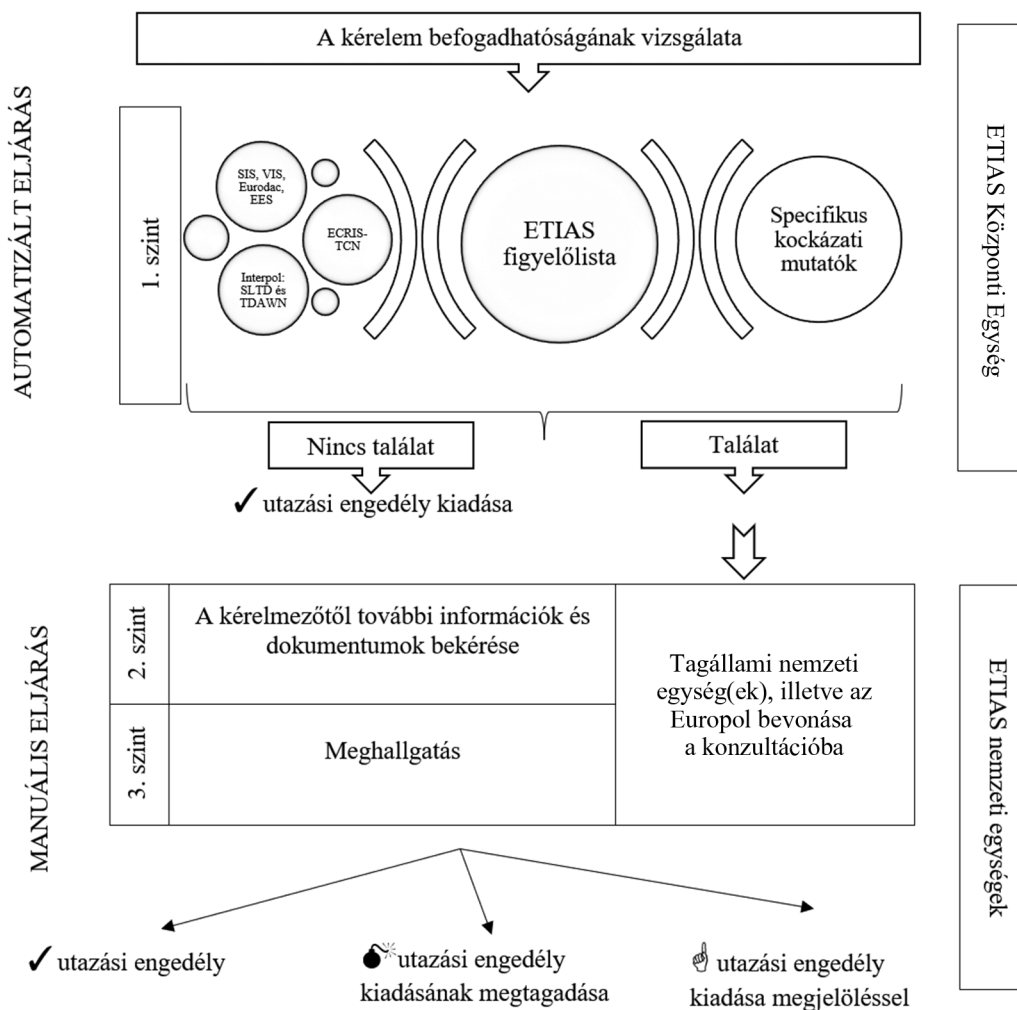 A kérelem befogadhatóságának vizsgálata
AUTOMATIZÁLT ELJÁRÁS
1. szint
SIS, VIS,
Eurodac,
EES
ECRIS-
TCN
Interpol:
SLTD és
TDAWN
ETIAS
figyelőlista
Specifikus
kockázati
mutatók
ETIAS Központi Egység
Nincs találat
Találat
✓ utazási engedély kiadása
MANUÁLIS ELJÁRÁS
2. szint
A kérelmezőtől további információk és
dokumentumok bekérése
3. szint
Meghallgatás
Tagállami nemzeti
egység(ek), illetve az
Europol bevonása
a konzultációba
ETIAS nemzeti egységek
✓ utazási engedély
💣 utazási engedély
kiadásának megtagadása
☝ utazási engedély
kiadása megjelöléssel